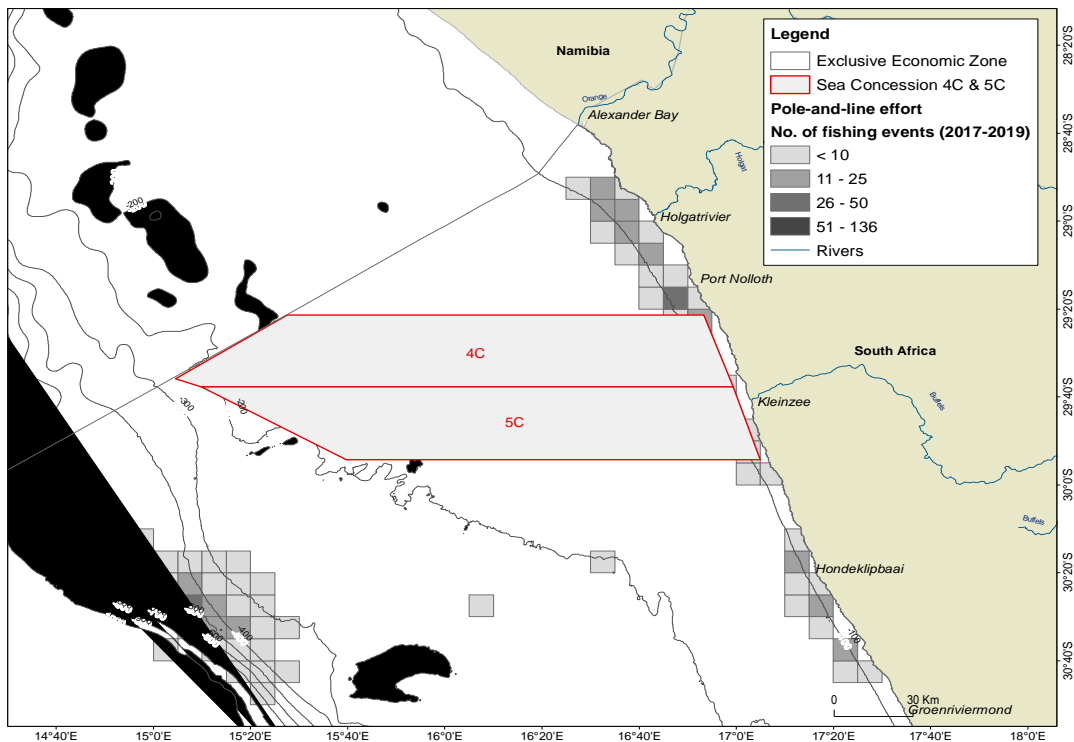 Legend
Exclusive Economic Zone
Sea Concession 4C & 5C
Pole-and-line effort
No. of fishing events (2017-2019)
< 10
11 - 25
26 - 50
51 - 136
Rivers
Namibia
Orange
Alexander Bay
Holgat
Holgatrivier
Port Nolloth
South Africa
Kleinzee
Buffels
Buffels
Hondeklipbaai
Groenriviermond
4C
5C
-200
-300
-200
-500
-400
-100
0 30 Km
28°20'S
28°40'S
29°0'S
29°20'S
29°40'S
30°0'S
30°20'S
30°40'S
14°40'E
15°0'E
15°20'E
15°40'E
16°0'E
16°20'E
16°40'E
17°0'E
17°20'E
17°40'E
18°0'E